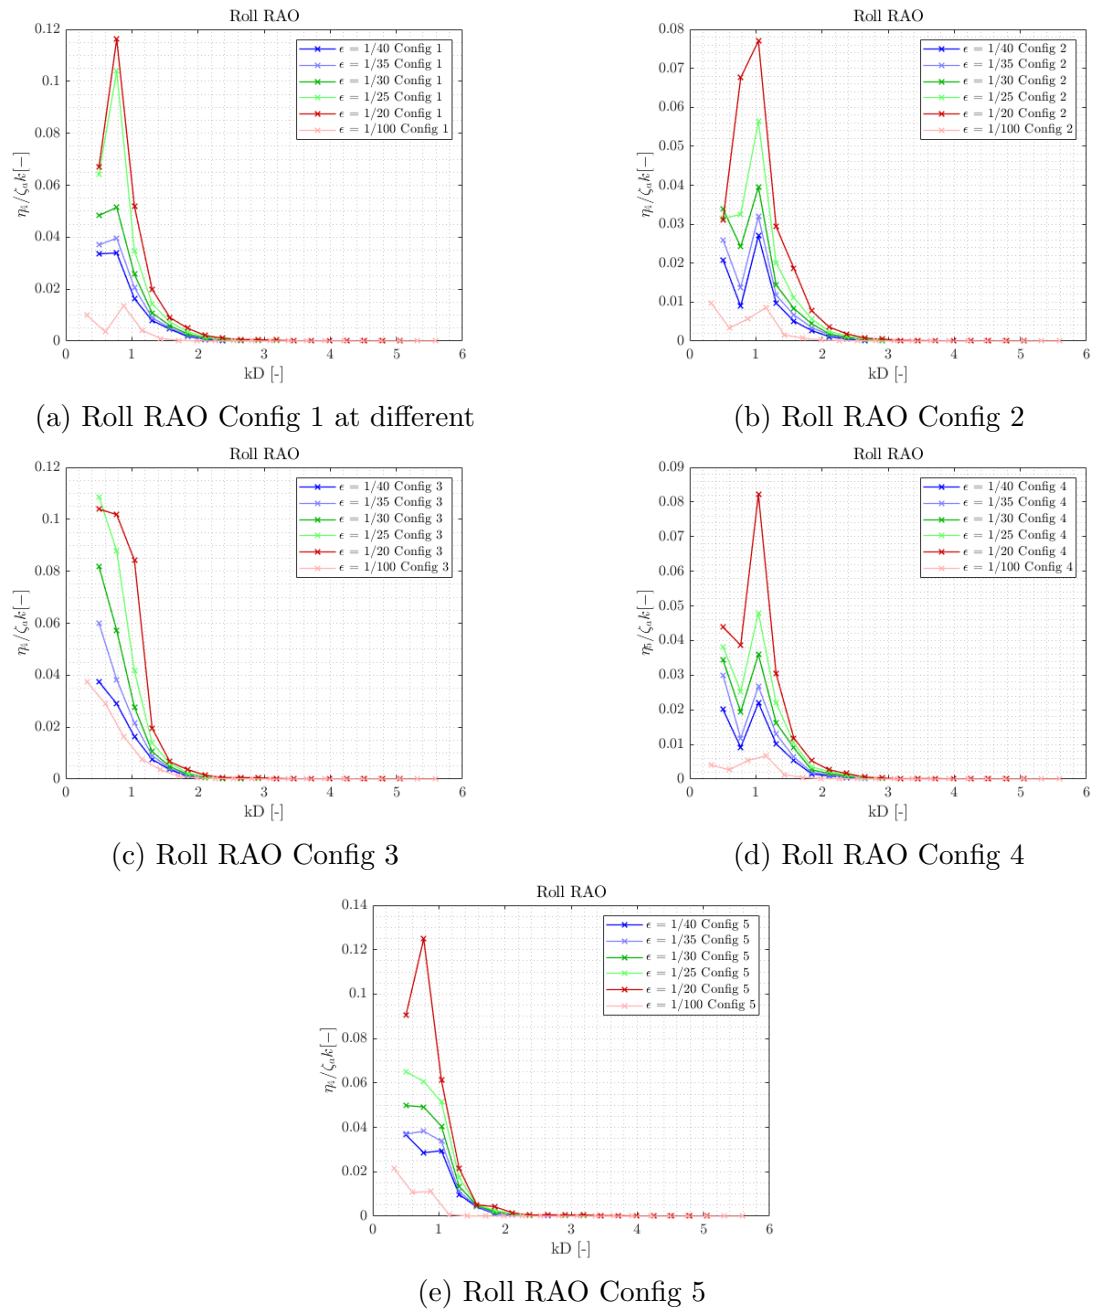 Roll RAO
0.12
0.1
0.08
0.06
0.04
0.02
0
η₄/ζₐk[−]
0 1 2 3 4 5 6
kD [-]
ϵ = 1/40 Config 1
ϵ = 1/35 Config 1
ϵ = 1/30 Config 1
ϵ = 1/25 Config 1
ϵ = 1/20 Config 1
ϵ = 1/100 Config 1
(a) Roll RAO Config 1 at different
Roll RAO
0.08
0.07
0.06
0.05
0.04
0.03
0.02
0.01
0
η₄/ζₐk[−]
0 1 2 3 4 5 6
kD [-]
ϵ = 1/40 Config 2
ϵ = 1/35 Config 2
ϵ = 1/30 Config 2
ϵ = 1/25 Config 2
ϵ = 1/20 Config 2
ϵ = 1/100 Config 2
(b) Roll RAO Config 2
Roll RAO
0.12
0.1
0.08
0.06
0.04
0.02
0
η₄/ζₐk[−]
0 1 2 3 4 5 6
kD [-]
ϵ = 1/40 Config 3
ϵ = 1/35 Config 3
ϵ = 1/30 Config 3
ϵ = 1/25 Config 3
ϵ = 1/20 Config 3
ϵ = 1/100 Config 3
(c) Roll RAO Config 3
Roll RAO
0.09
0.08
0.07
0.06
0.05
0.04
0.03
0.02
0.01
0
η₅/ζₐk[−]
0 1 2 3 4 5 6
kD [-]
ϵ = 1/40 Config 4
ϵ = 1/35 Config 4
ϵ = 1/30 Config 4
ϵ = 1/25 Config 4
ϵ = 1/20 Config 4
ϵ = 1/100 Config 4
(d) Roll RAO Config 4
Roll RAO
0.14
0.12
0.1
0.08
0.06
0.04
0.02
0
η₄/ζₐk[−]
0 1 2 3 4 5 6
kD [-]
ϵ = 1/40 Config 5
ϵ = 1/35 Config 5
ϵ = 1/30 Config 5
ϵ = 1/25 Config 5
ϵ = 1/20 Config 5
ϵ = 1/100 Config 5
(e) Roll RAO Config 5